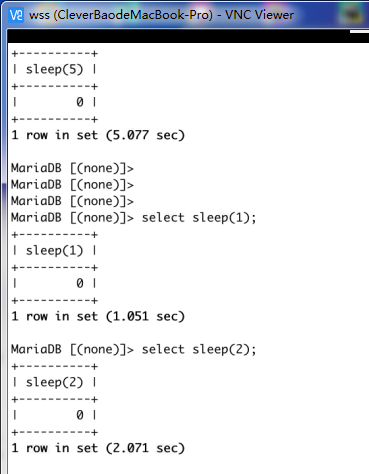 wss (CleverBaodeMacBook-Pro) - VNC Viewer
+----------+
| sleep(5) |
+----------+
|        0 |
+----------+
1 row in set (5.077 sec)
MariaDB [(none)]>
MariaDB [(none)]>
MariaDB [(none)]>
MariaDB [(none)]> select sleep(1);
+----------+
| sleep(1) |
+----------+
|        0 |
+----------+
1 row in set (1.051 sec)
MariaDB [(none)]> select sleep(2);
+----------+
| sleep(2) |
+----------+
|        0 |
+----------+
1 row in set (2.071 sec)